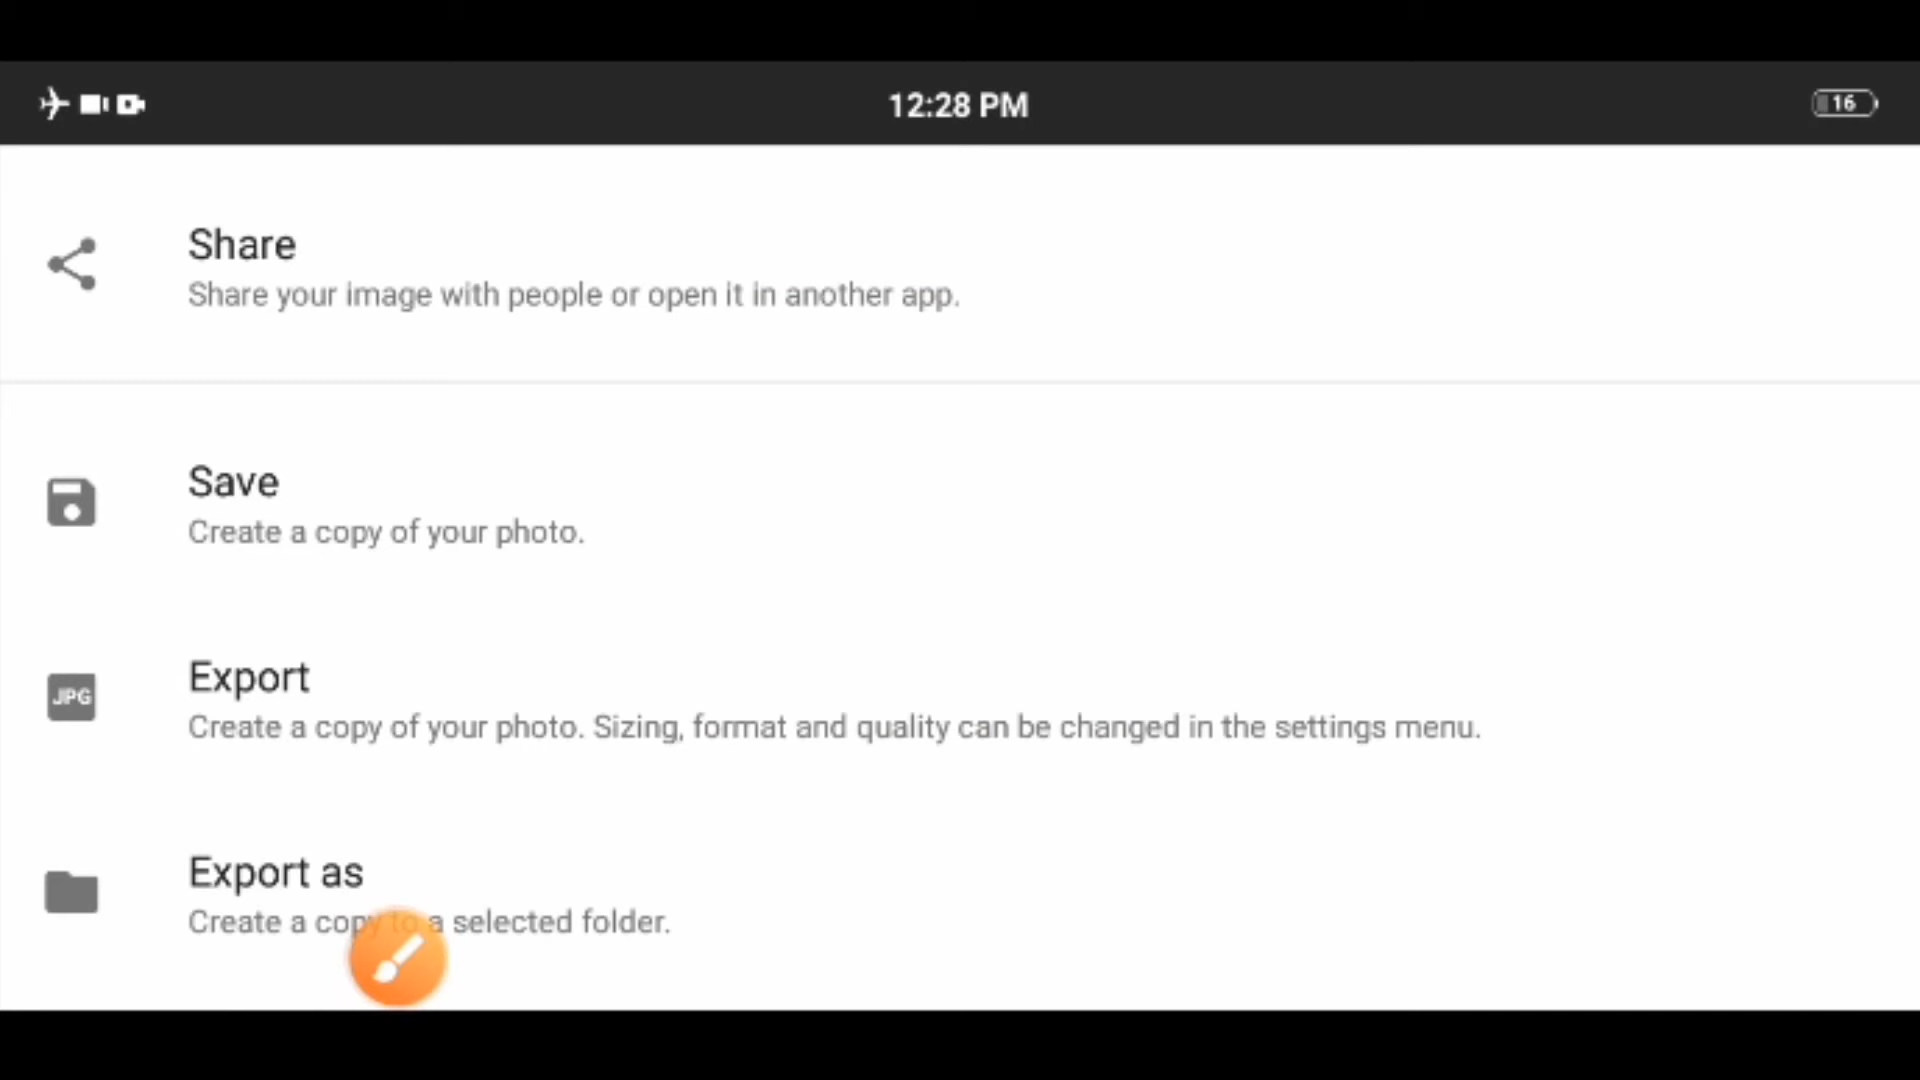 12:28 PM
16
Share
Share your image with people or open it in another app.
Save
Create a copy of your photo.
JPG
Export
Create a copy of your photo. Sizing, format and quality can be changed in the settings menu.
Export as
Create a copy to a selected folder.